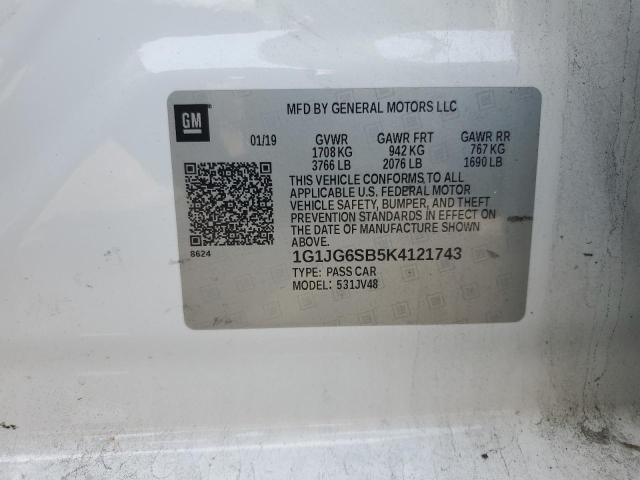 GM
MFD BY GENERAL MOTORS LLC
01/19 GVWR GAWR FRT GAWR RR
1708 KG 942 KG 767 KG
3766 LB 2076 LB 1690 LB
THIS VEHICLE CONFORMS TO ALL
APPLICABLE U.S. FEDERAL MOTOR
VEHICLE SAFETY, BUMPER, AND THEFT
PREVENTION STANDARDS IN EFFECT ON
THE DATE OF MANUFACTURE SHOWN
ABOVE.
8624
1G1JG6SB5K4121743
TYPE: PASS CAR
MODEL: 531JV48